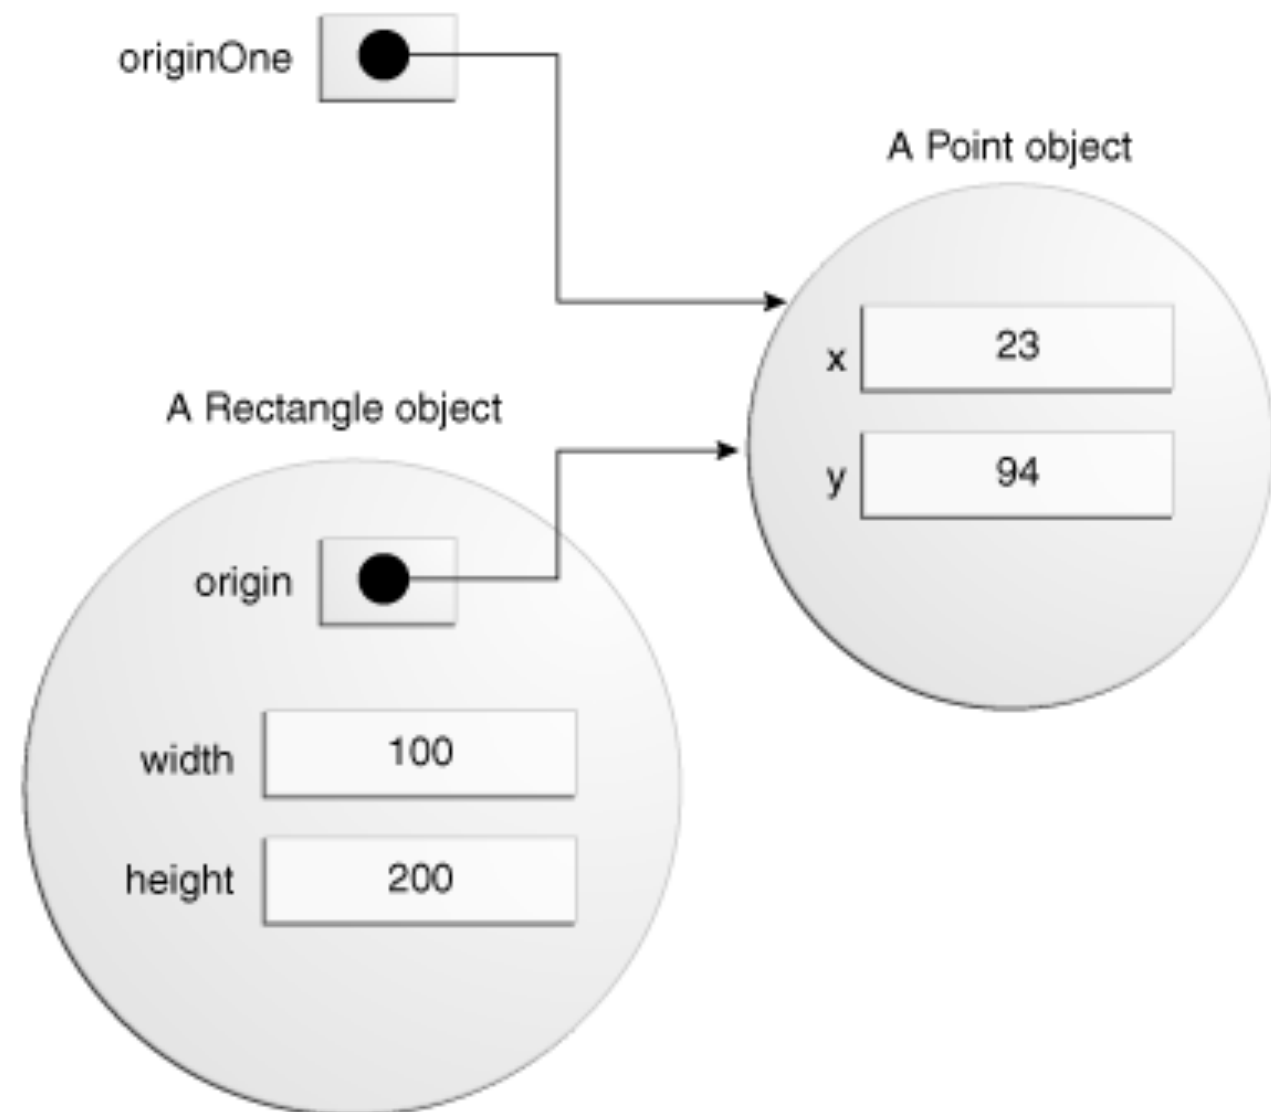 originOne
A Point object
x 23
A Rectangle object
y 94
origin
width 100
height 200